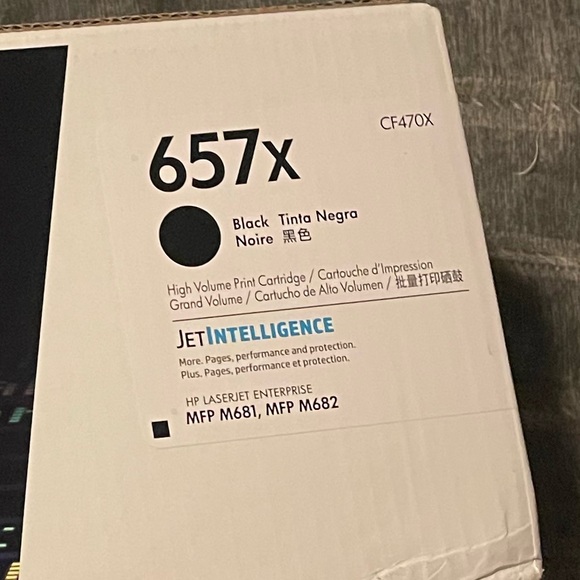 CF470X
657X
Black Tinta Negra
Noire 黑色
High Volume Print Cartridge / Cartouche d'Impression
Grand Volume / Cartucho de Alto Volumen / 批量打印硒鼓
JETINTELLIGENCE
More. Pages, performance and protection.
Plus. Pages, performance et protection.
HP LASERJET ENTERPRISE
MFP M681, MFP M682